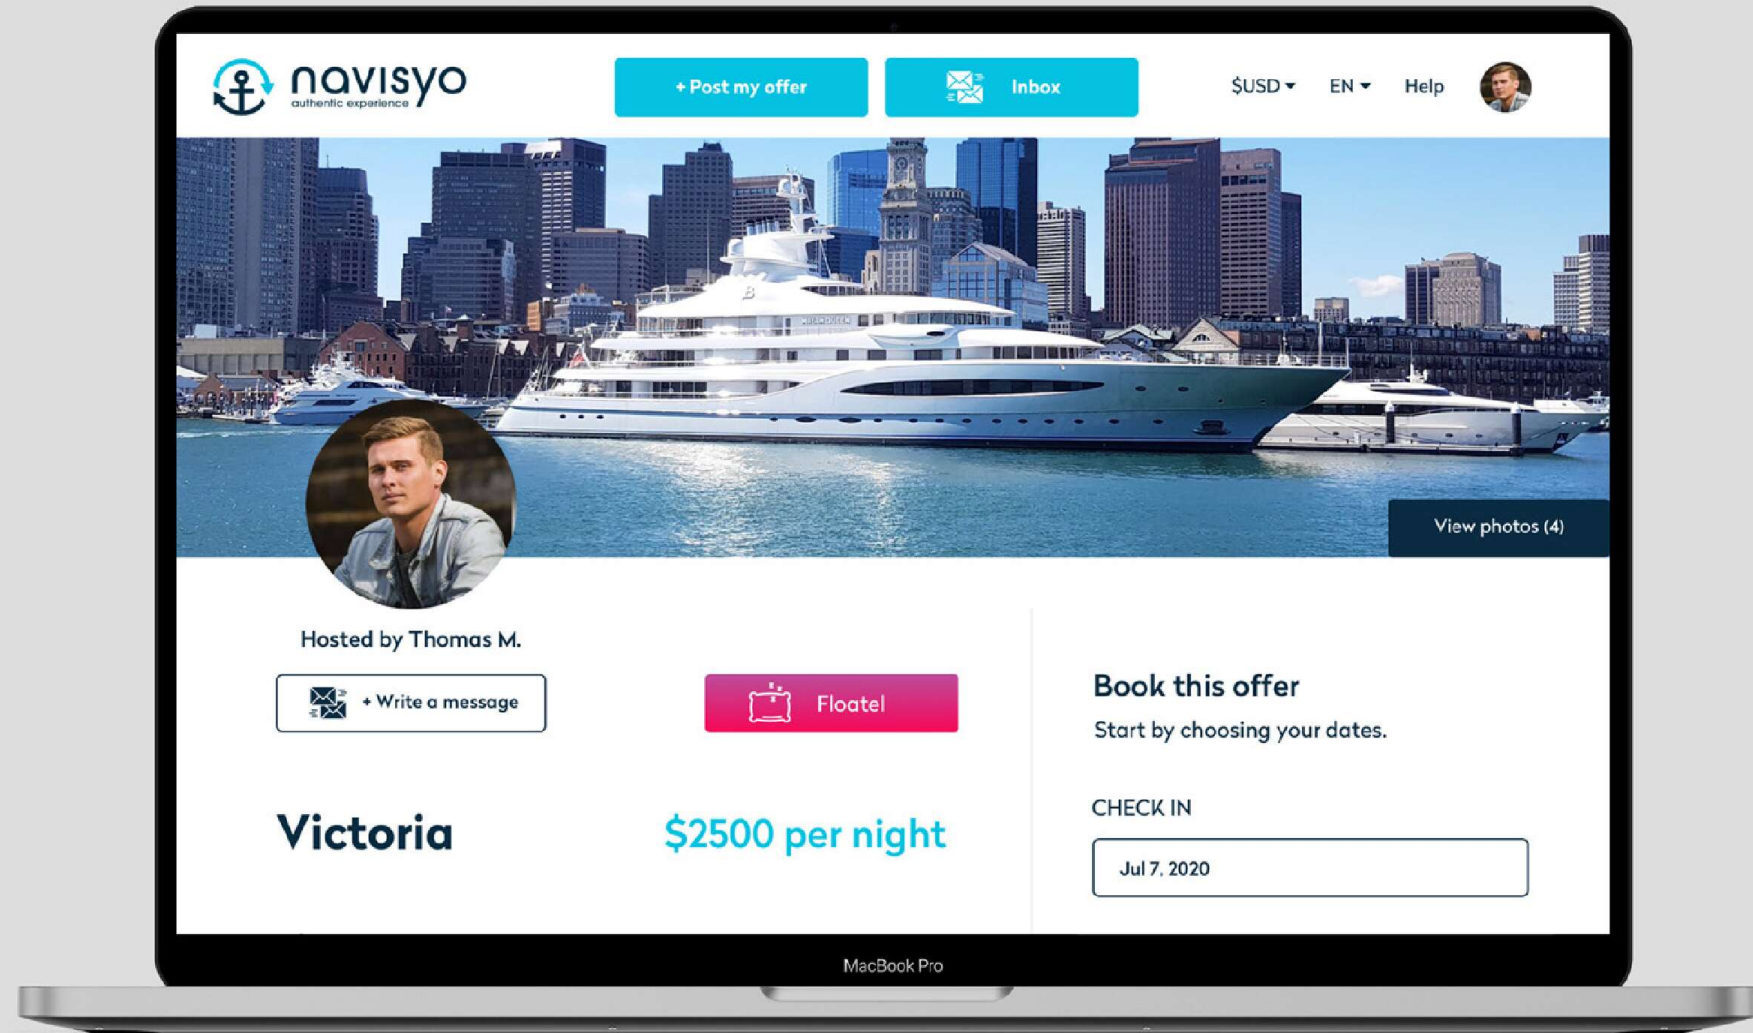 navisyo
authentic experience
+ Post my offer
Inbox
$USD
EN
Help
B
View photos (4)
Hosted by Thomas M.
+ Write a message
Floatel
Book this offer
Start by choosing your dates.
Victoria
$2500 per night
CHECK IN
Jul 7, 2020
MacBook Pro